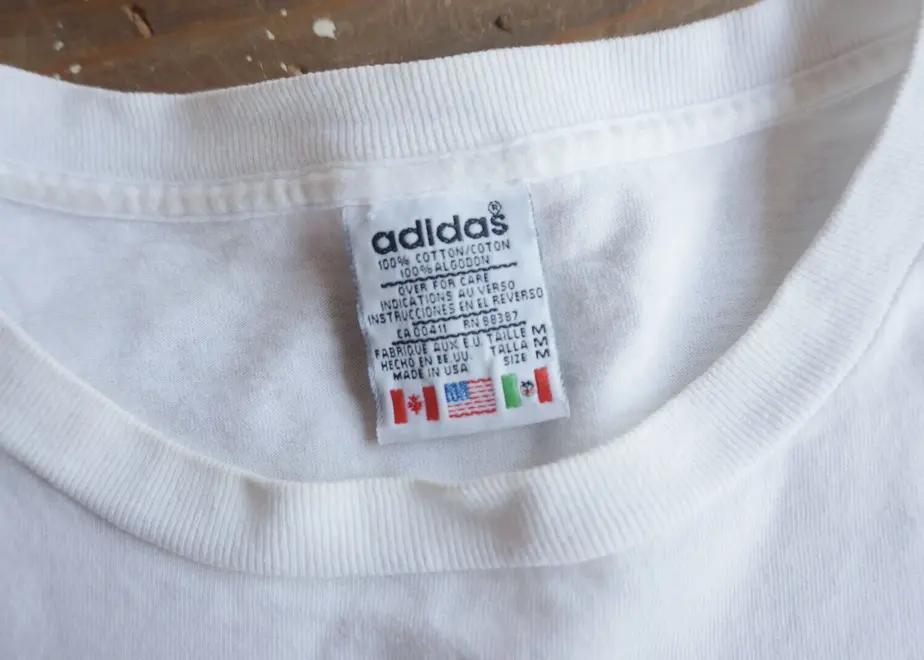 adidas®
100% COTTON/COTON
100% ALGODON
OVER FOR CARE
INDICATIONS AU VERSO
INSTRUCCIONES EN EL REVERSO
CA 00411 RN 88387
FABRIQUE AUX E.U. TAILLE M
HECHO EN EE.UU. TALLA M
MADE IN USA SIZE M